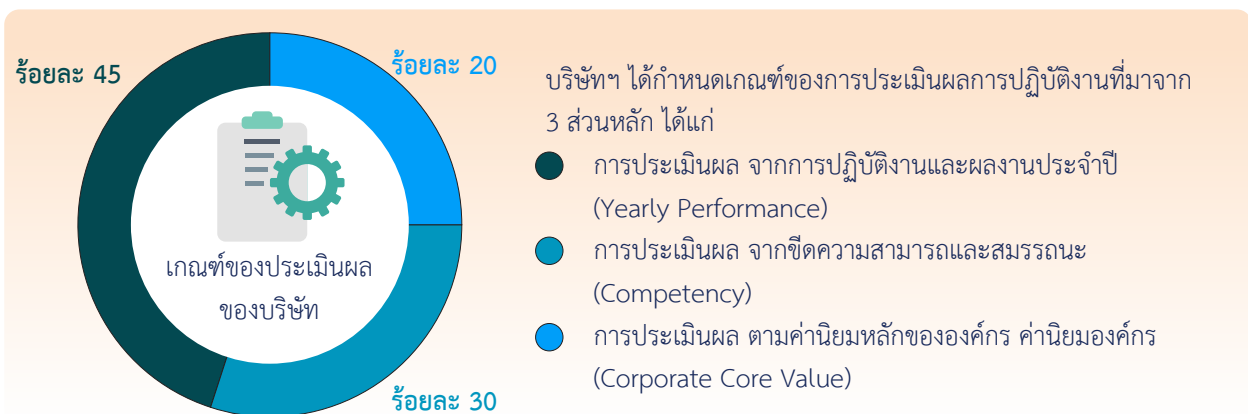 ร้อยละ 45
ร้อยละ 20
เกณฑ์ของประเมินผล
ของบริษัท
ร้อยละ 30
บริษัทฯ ได้กำหนดเกณฑ์ของการประเมินผลการปฏิบัติงานที่มาจาก
3 ส่วนหลัก ได้แก่
การประเมินผล จากการปฏิบัติงานและผลงานประจำปี
(Yearly Performance)
การประเมินผล จากขีดความสามารถและสมรรถนะ
(Competency)
การประเมินผล ตามค่านิยมหลักขององค์กร ค่านิยมองค์กร
(Corporate Core Value)